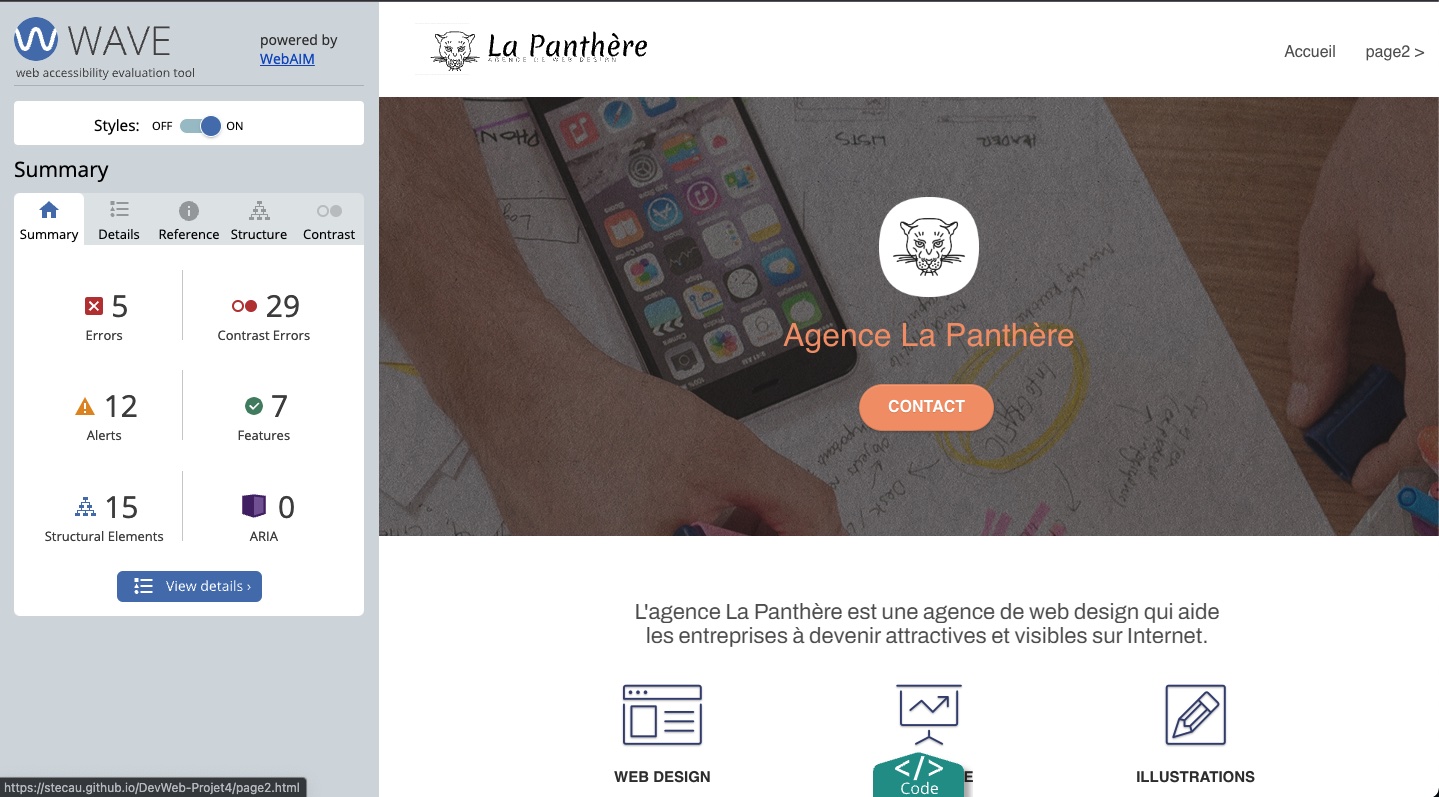 WAVE
web accessibility evaluation tool
powered by
WebAIM
Styles: OFF ON
Summary
Summary Details Reference Structure Contrast
5
Errors
29
Contrast Errors
12
Alerts
7
Features
15
Structural Elements
0
ARIA
View details ›
https://stecau.github.io/DevWeb-Projet4/page2.html
La Panthère
AGENCE DE WEB DESIGN
Accueil page2 >
LISTS
HEADER
Agence La Panthère
CONTACT
L'agence La Panthère est une agence de web design qui aide
les entreprises à devenir attractives et visibles sur Internet.
WEB DESIGN
E
ILLUSTRATIONS
</>
Code